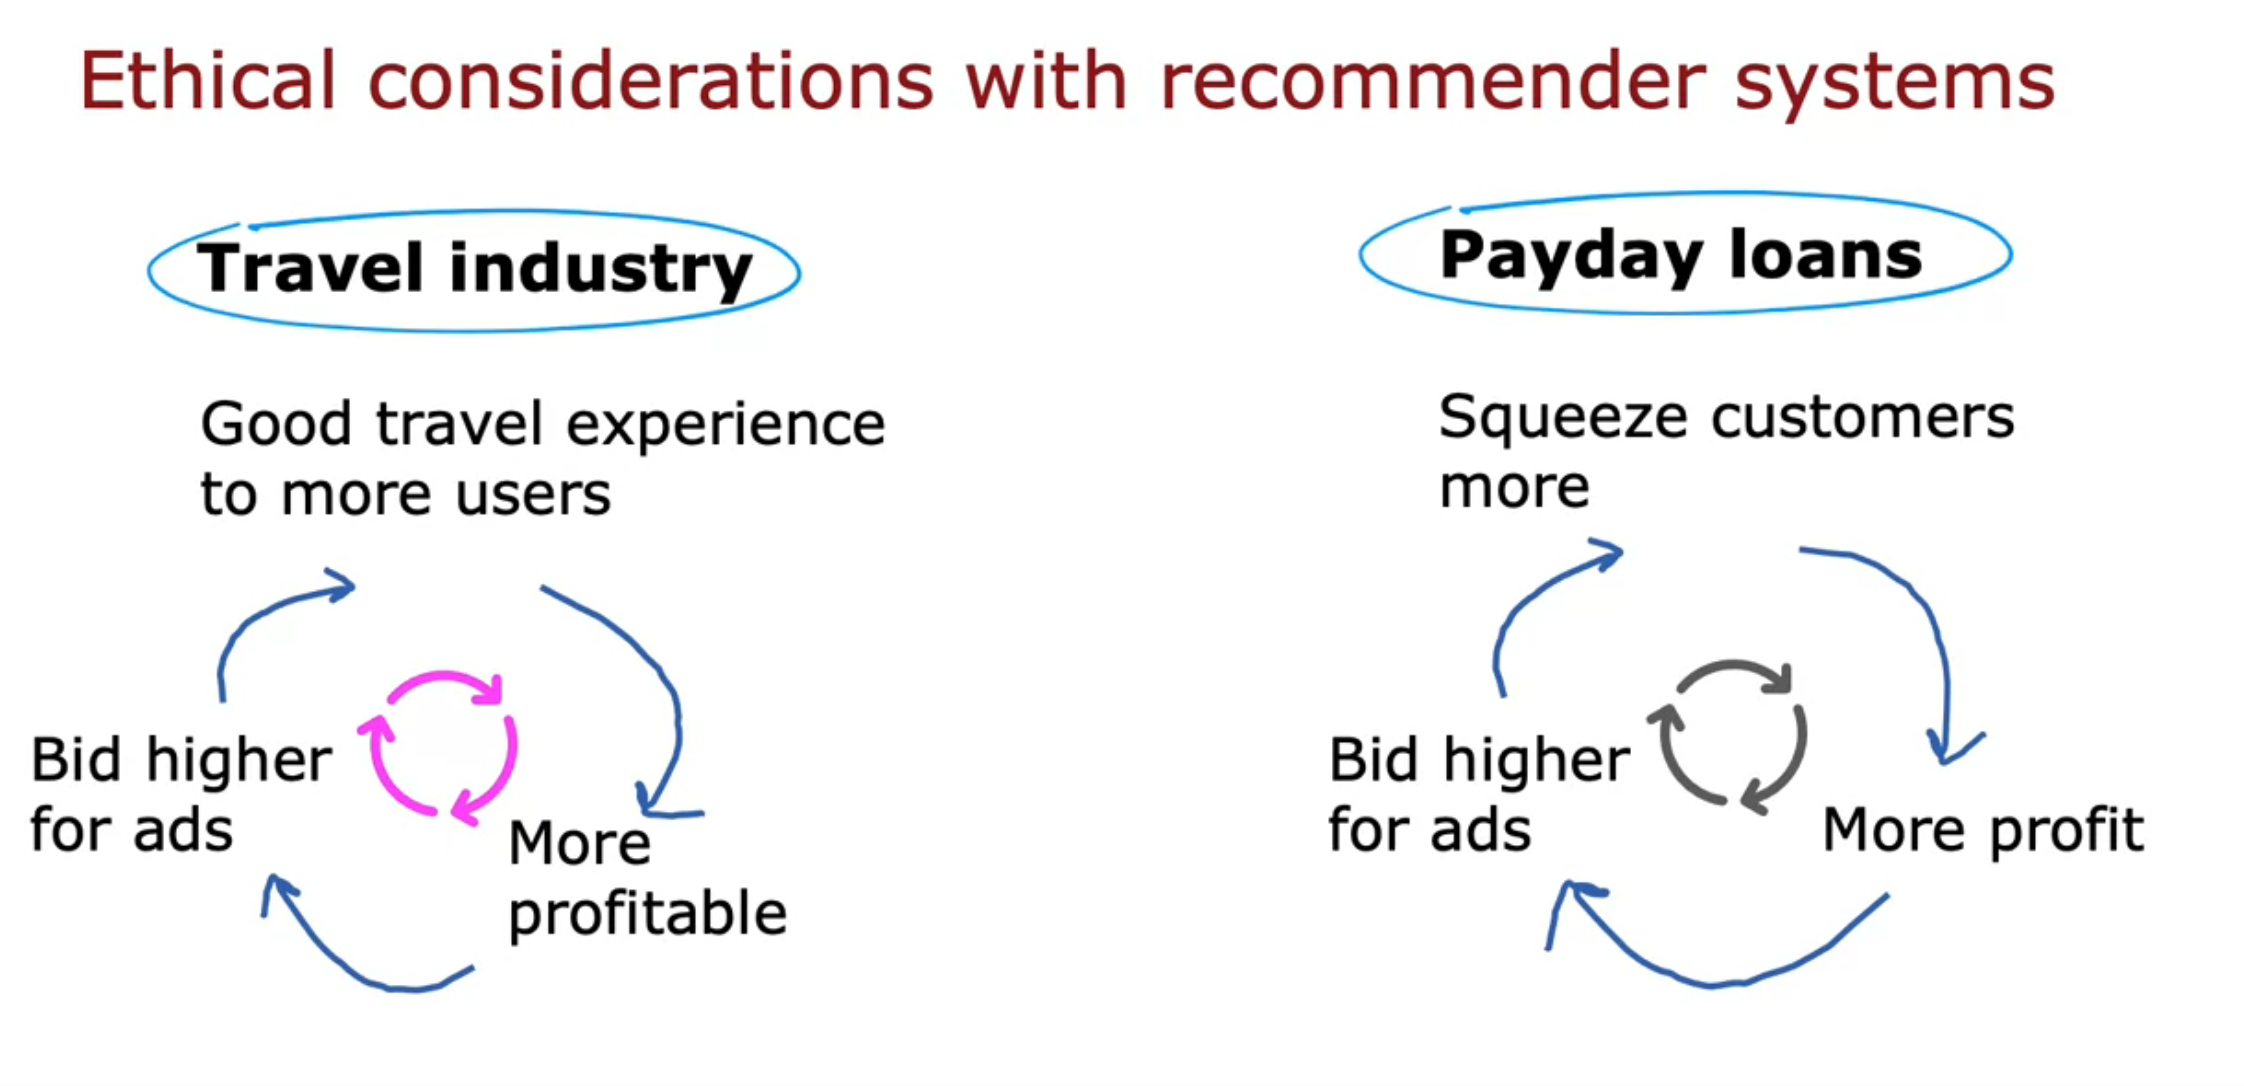 Ethical considerations with recommender systems
Travel industry
Good travel experience
to more users
Bid higher
for ads
More
profitable
Payday loans
Squeeze customers
more
Bid higher
for ads
More profit